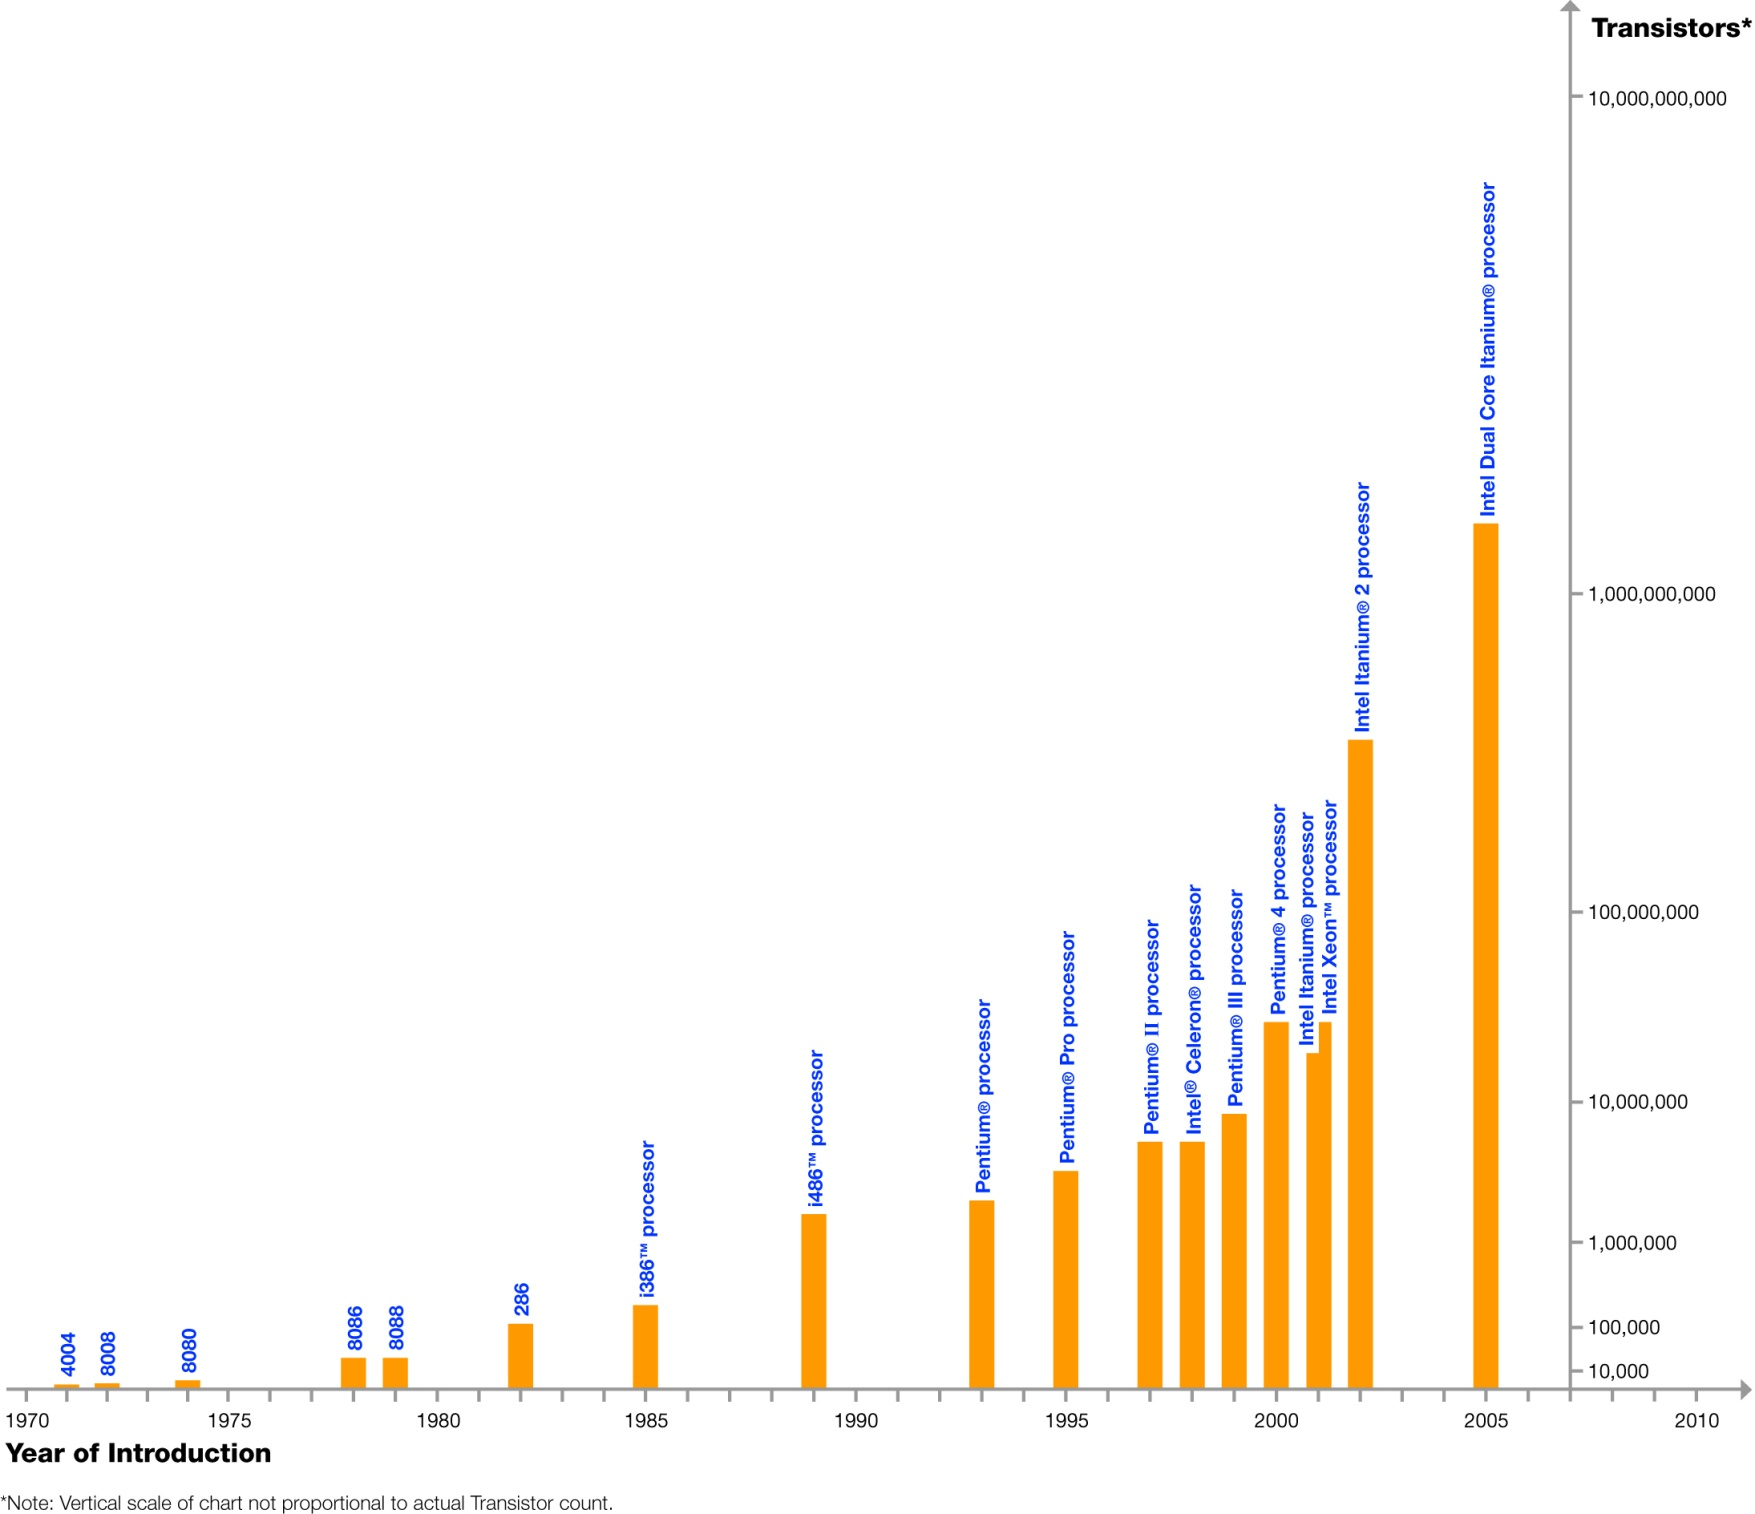 Transistors*
10,000,000,000
1,000,000,000
100,000,000
10,000,000
1,000,000
100,000
10,000
4004
8008
8080
8086
8088
286
i386™ processor
i486™ processor
Pentium® processor
Pentium® Pro processor
Pentium® II processor
Intel® Celeron® processor
Pentium® III processor
Pentium® 4 processor
Intel Itanium® processor
Intel Xeon™ processor
Intel Itanium® 2 processor
Intel Dual Core Itanium® processor
1970 1975 1980 1985 1990 1995 2000 2005 2010
Year of Introduction
*Note: Vertical scale of chart not proportional to actual Transistor count.